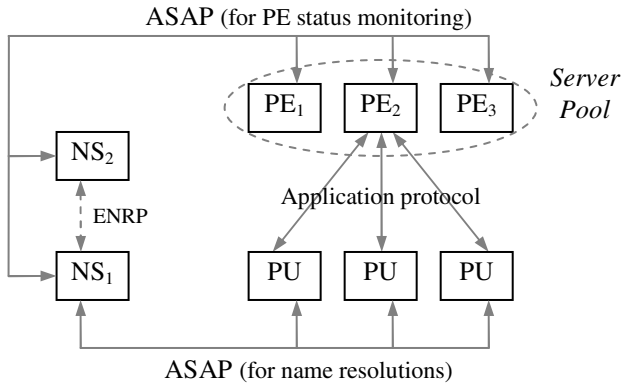 ASAP (for PE status monitoring)
PE₁ PE₂ PE₃
Server
Pool
NS₂
Application protocol
ENRP
NS₁ PU PU PU
ASAP (for name resolutions)